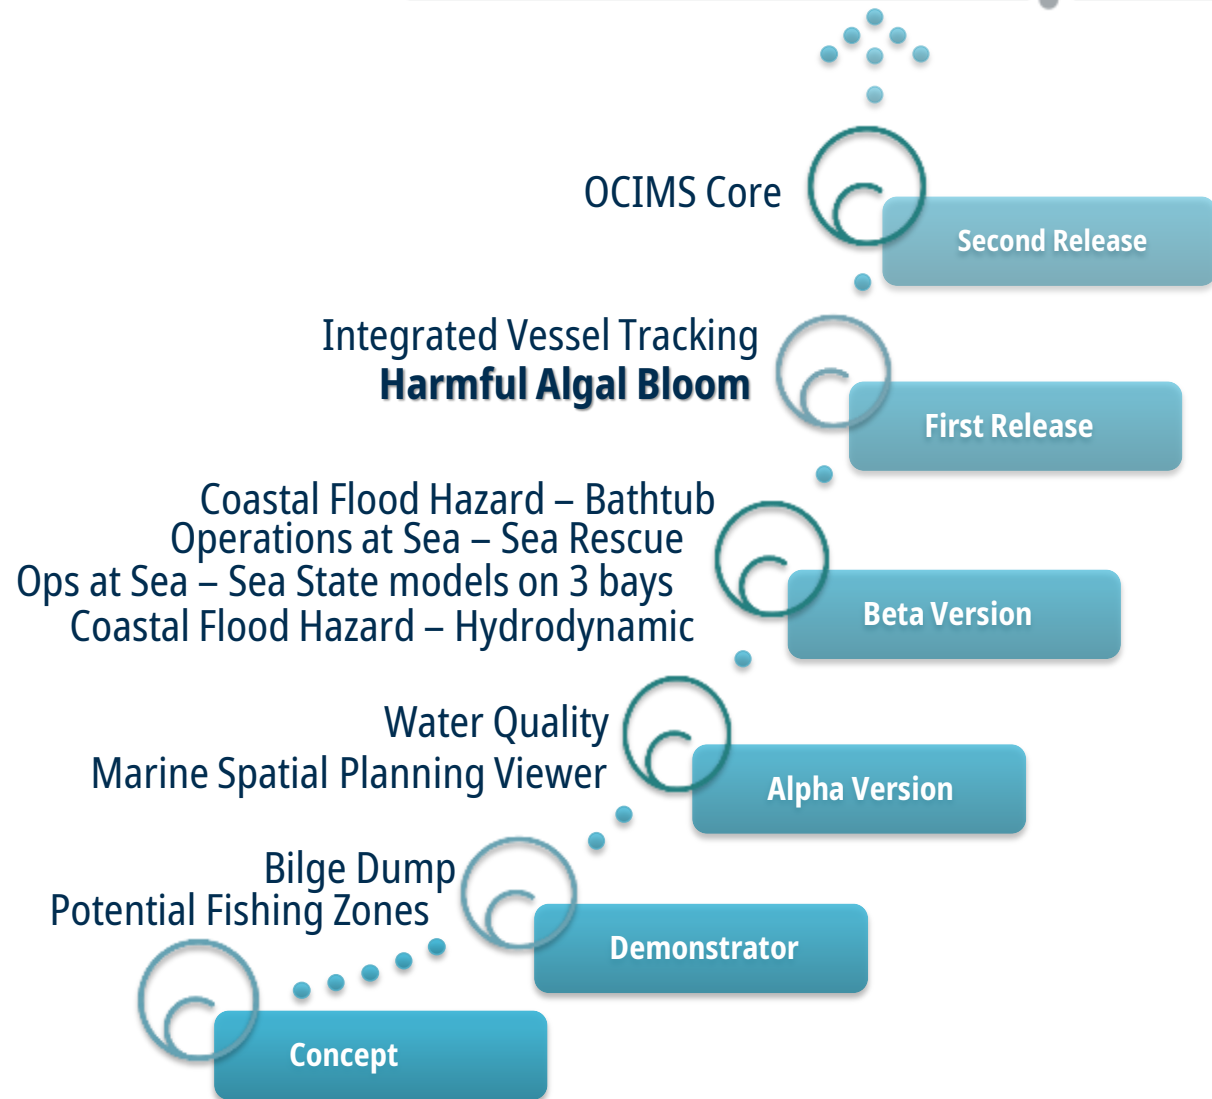 OCIMS Core
Second Release
Integrated Vessel Tracking
Harmful Algal Bloom
First Release
Coastal Flood Hazard – Bathtub
Operations at Sea – Sea Rescue
Ops at Sea – Sea State models on 3 bays
Coastal Flood Hazard – Hydrodynamic
Beta Version
Water Quality
Marine Spatial Planning Viewer
Alpha Version
Bilge Dump
Potential Fishing Zones
Demonstrator
Concept